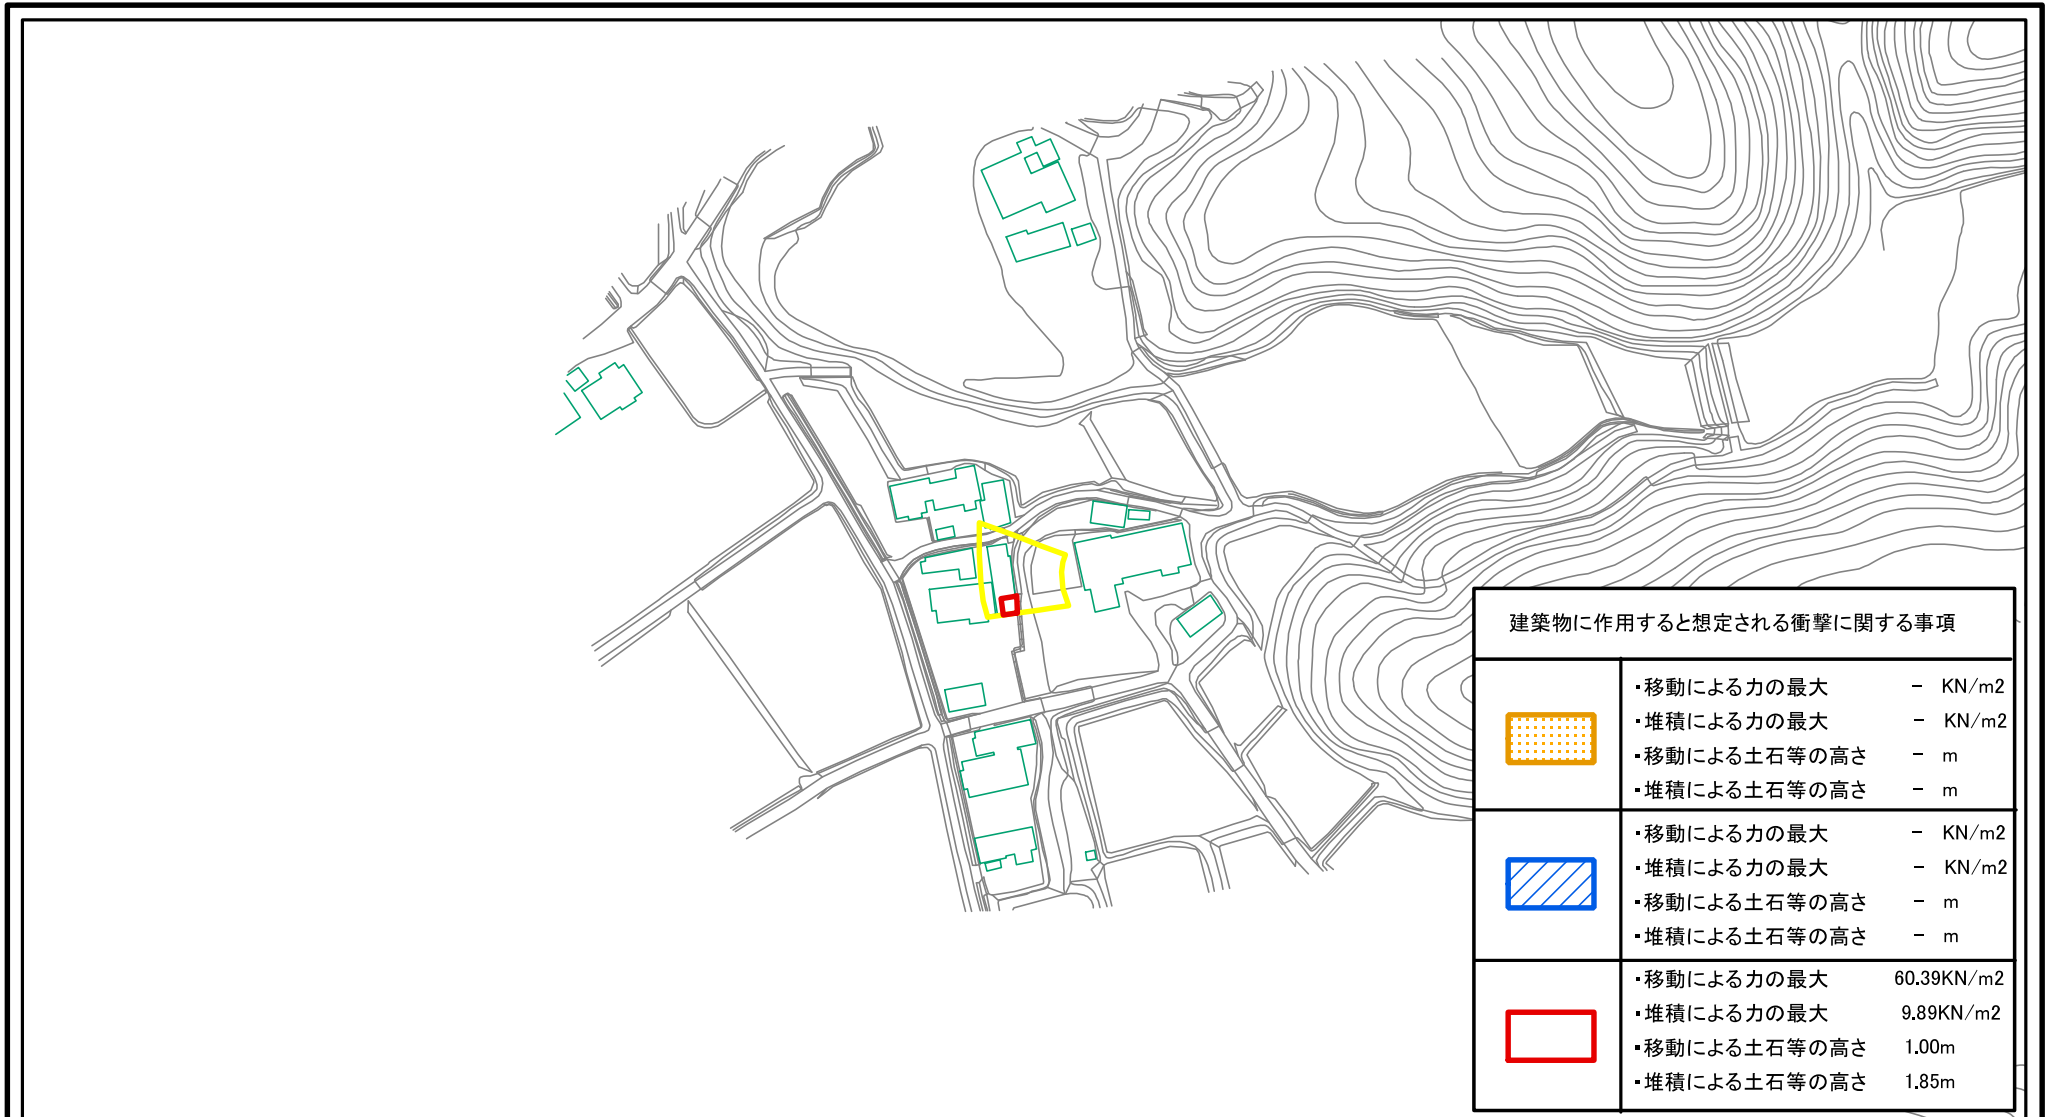 建築物に作用すると想定される衝撃に関する事項
・移動による力の最大 - KN/m2
・堆積による力の最大 - KN/m2
・移動による土石等の高さ - m
・堆積による土石等の高さ - m
・移動による力の最大 - KN/m2
・堆積による力の最大 - KN/m2
・移動による土石等の高さ - m
・堆積による土石等の高さ - m
・移動による力の最大 60.39KN/m2
・堆積による力の最大 9.89KN/m2
・移動による土石等の高さ 1.00m
・堆積による土石等の高さ 1.85m